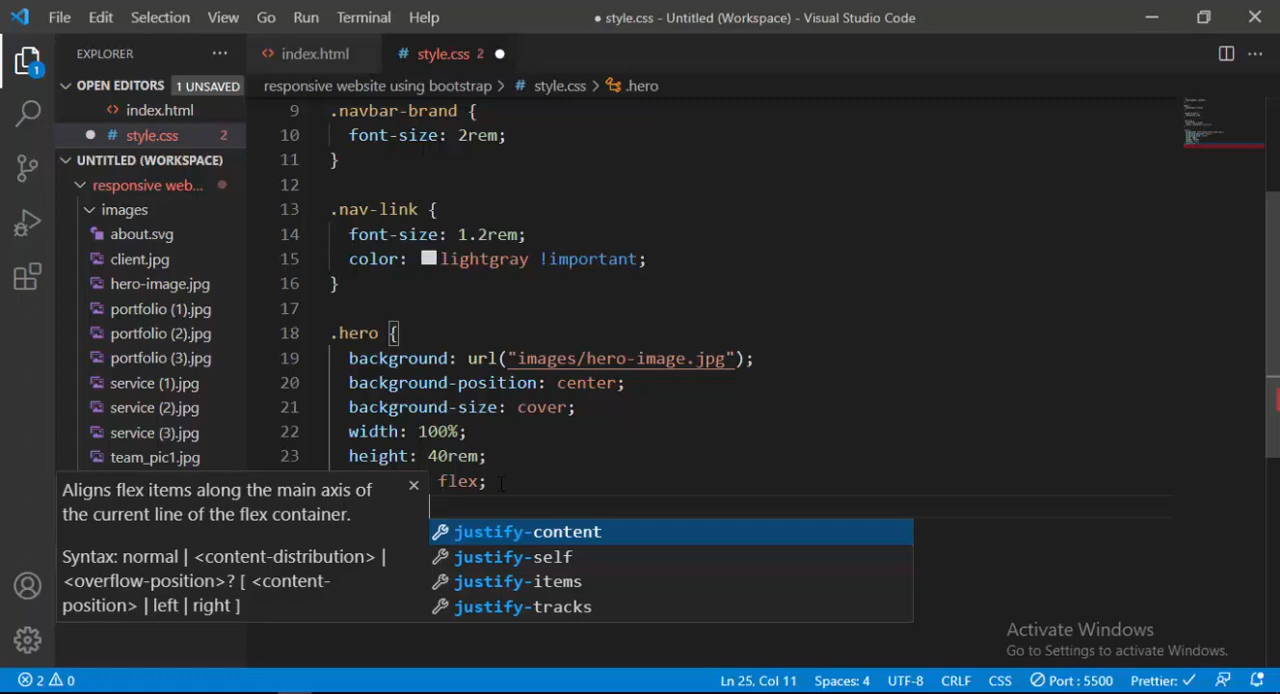 File Edit Selection View Go Run Terminal Help ● style.css - Untitled (Workspace) - Visual Studio Code
EXPLORER ··· <> index.html # style.css 2 ●
OPEN EDITORS 1 UNSAVED
responsive website using bootstrap > # style.css > .hero
1
<> index.html
● # style.css 2
UNTITLED (WORKSPACE)
responsive web...
images
about.svg
client.jpg
hero-image.jpg
portfolio (1).jpg
portfolio (2).jpg
portfolio (3).jpg
service (1).jpg
service (2).jpg
service (3).jpg
team_pic1.jpg
9 .navbar-brand {
10 font-size: 2rem;
11 }
12
13 .nav-link {
14 font-size: 1.2rem;
15 color: lightgray !important;
16 }
17
18 .hero {
19 background: url("images/hero-image.jpg");
20 background-position: center;
21 background-size: cover;
22 width: 100%;
23 height: 40rem;
flex;
Aligns flex items along the main axis of
the current line of the flex container.
Syntax: normal | <content-distribution> |
<overflow-position>? [ <content-
position> | left | right ]
justify-content
justify-self
justify-items
justify-tracks
Activate Windows
Go to Settings to activate Windows.
2 0 Ln 25, Col 11 Spaces: 4 UTF-8 CRLF CSS Port : 5500 Prettier: ✓